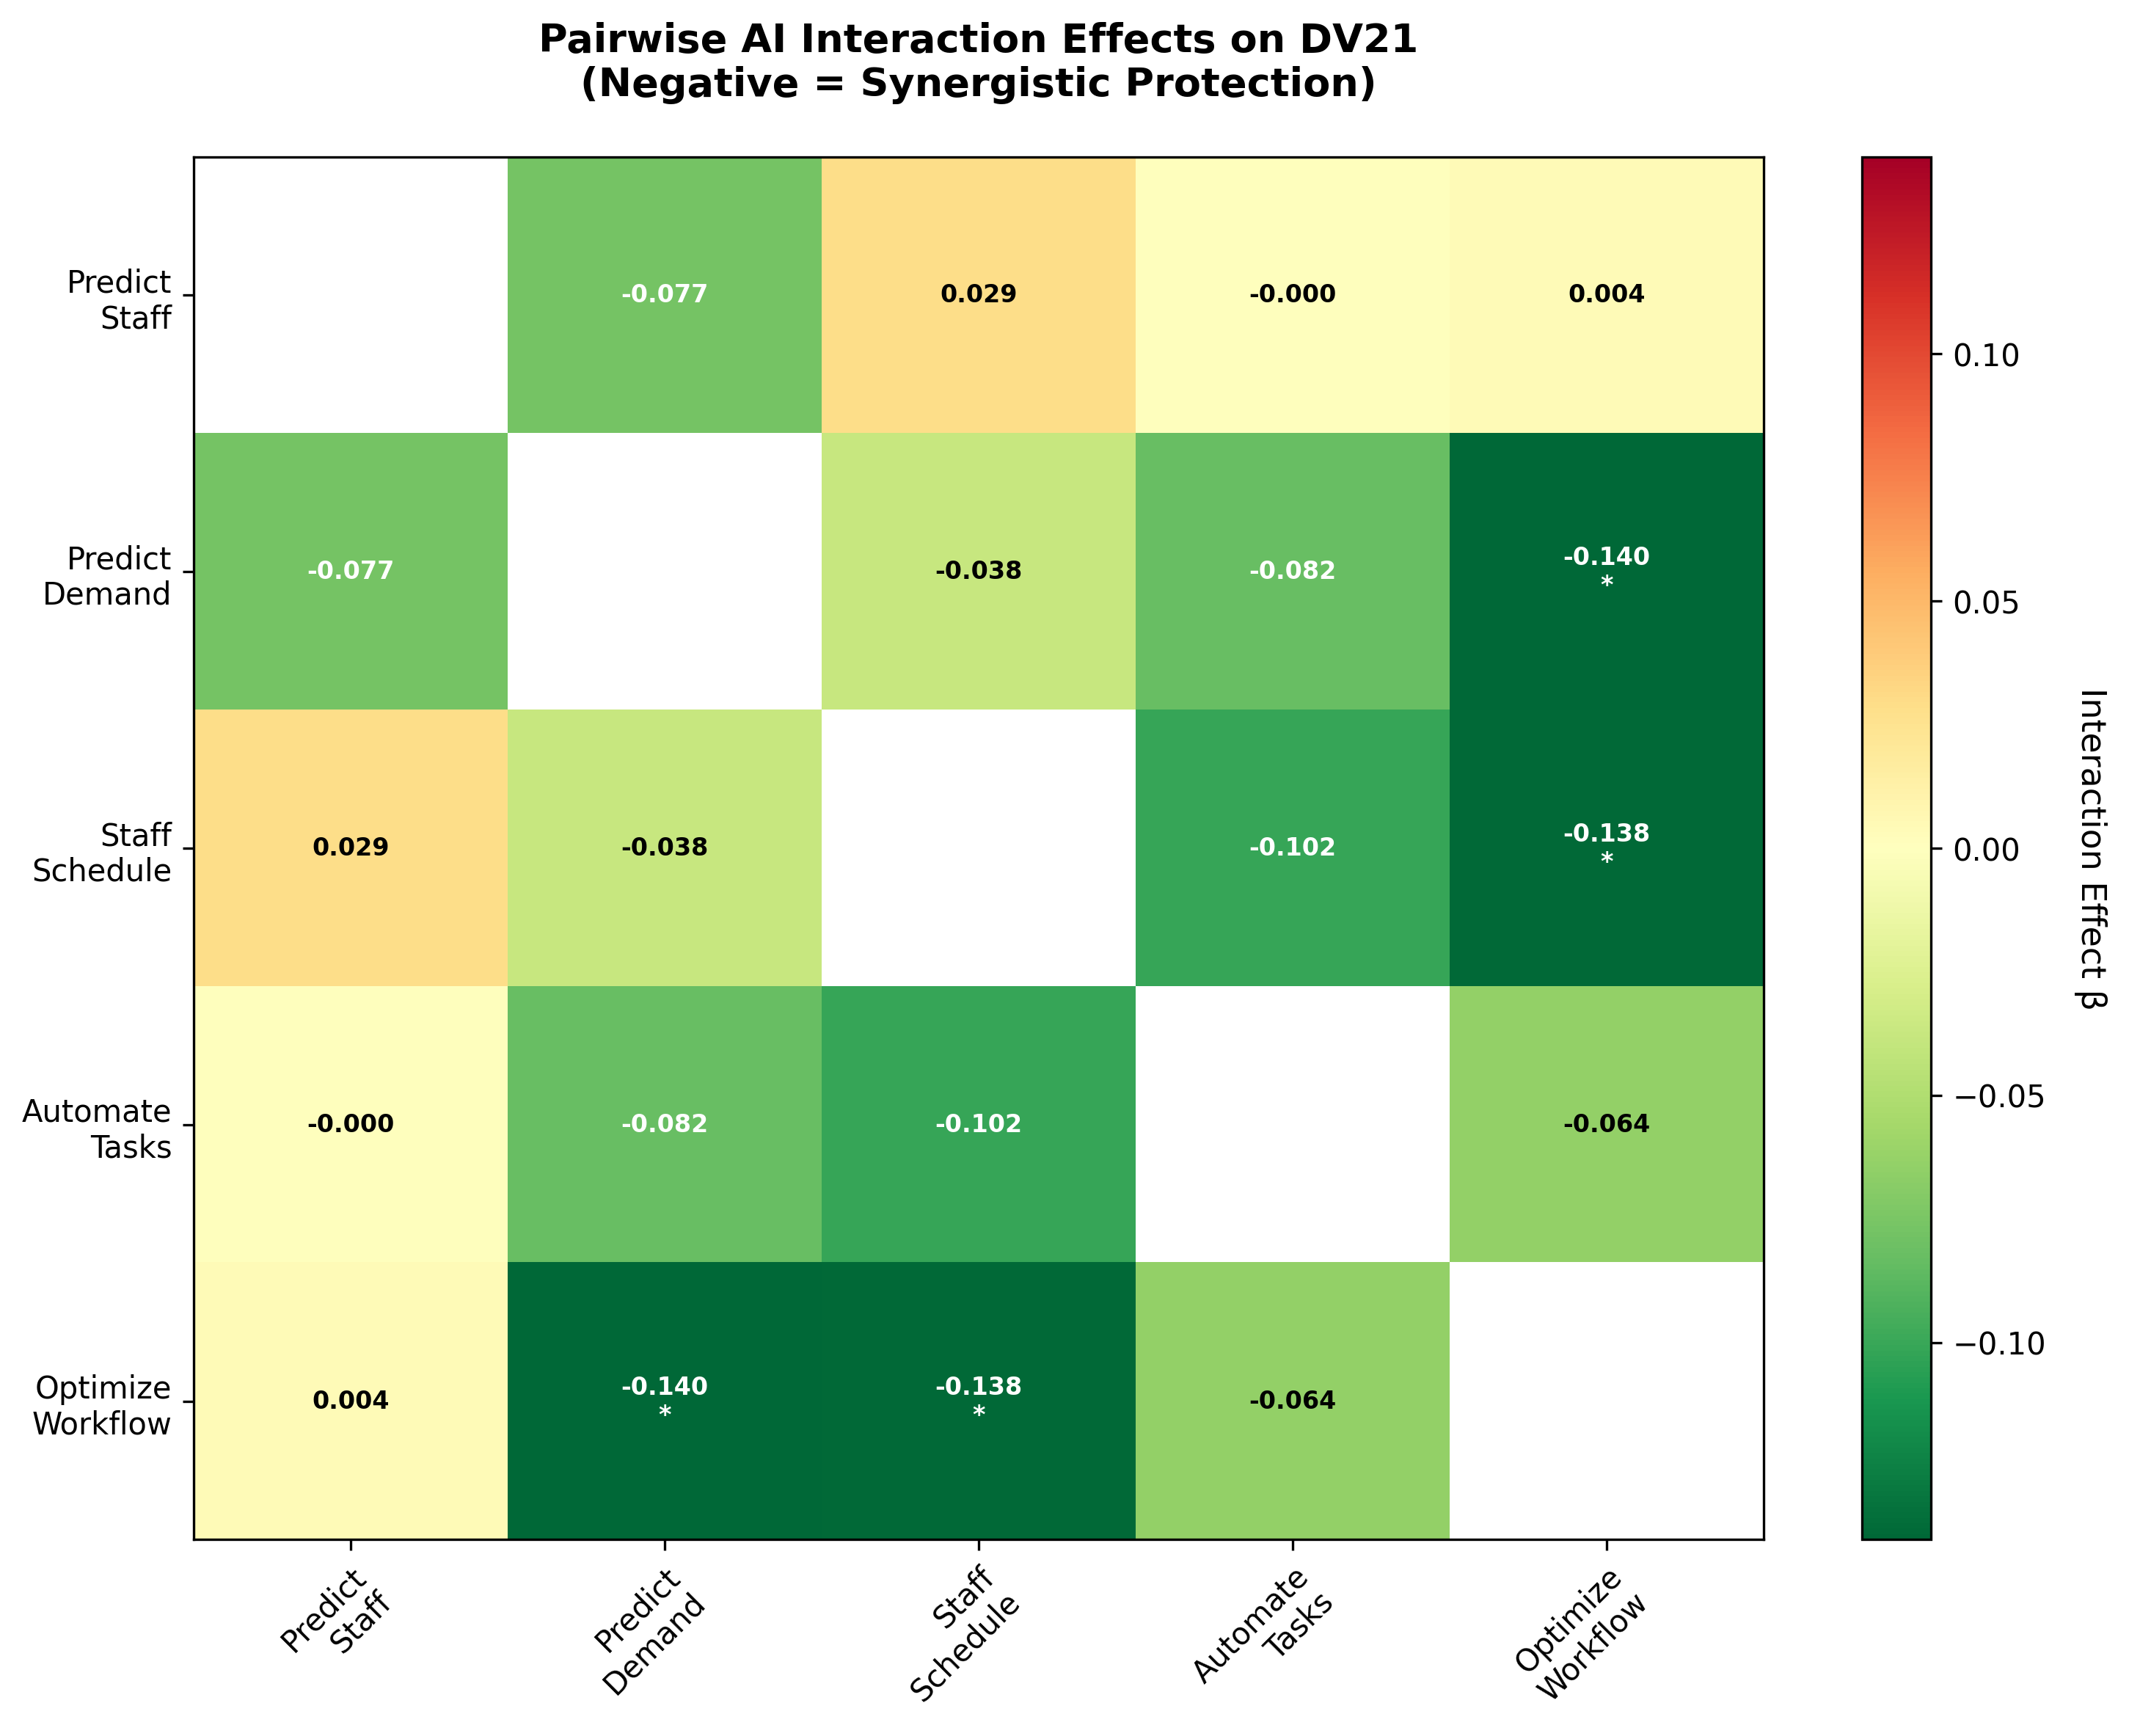 Pairwise AI Interaction Effects on DV21
(Negative = Synergistic Protection)
Predict
Staff
-0.077
0.029
-0.000
0.004
Predict
Demand
-0.077
-0.038
-0.082
-0.140
*
Staff
Schedule
0.029
-0.038
-0.102
-0.138
*
Automate
Tasks
-0.000
-0.082
-0.102
-0.064
Optimize
Workflow
0.004
-0.140
*
-0.138
*
-0.064
Predict
Staff
Predict
Demand
Staff
Schedule
Automate
Tasks
Optimize
Workflow
0.10
0.05
0.00
−0.05
−0.10
Interaction Effect β